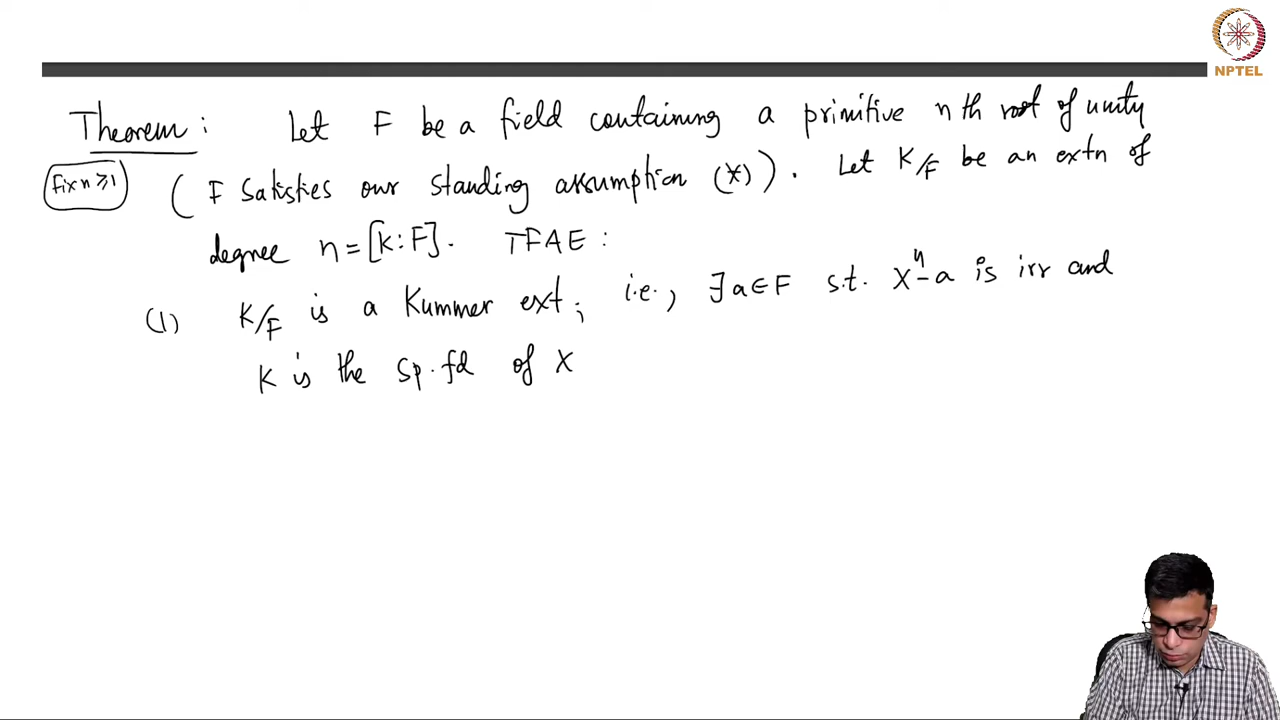 NPTEL
Theorem: Let F be a field containing a primitive nth root of unity
Fix n ≥ 1 (F satisfies our standing assumption (*)). Let K/F be an extn of
degree n = [K:F]. TFAE:
(1) K/F is a Kummer ext; i.e., ∃ a ∈ F s.t. X^n - a is irr and
K is the sp. fd of X